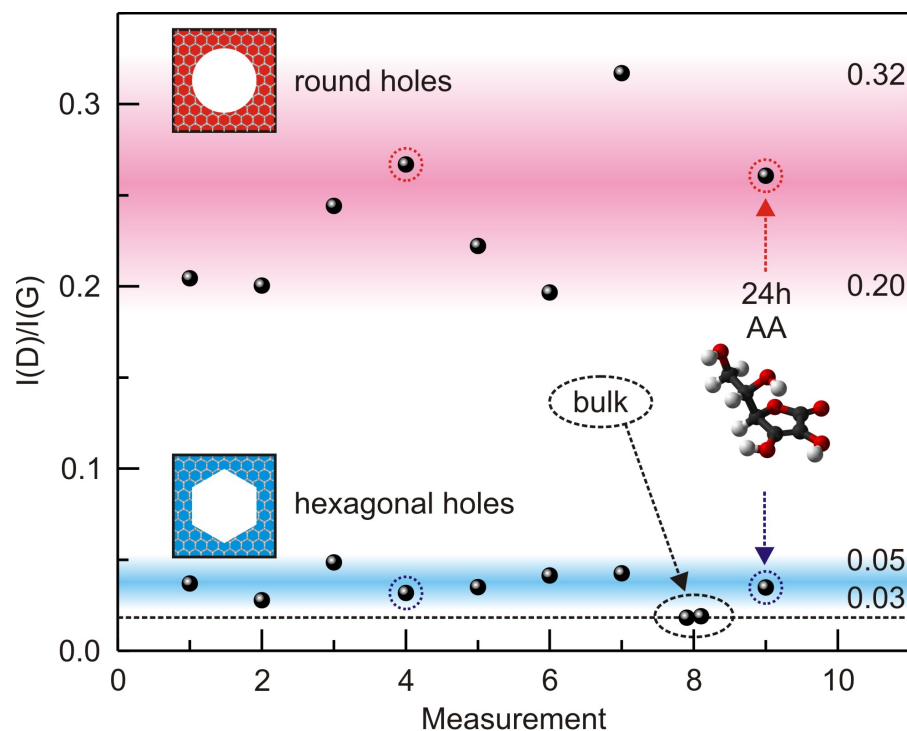 round holes
0.32
0.3
0.20
0.2
24h
AA
bulk
0.1
hexagonal holes
0.05
0.03
0.0
0
2
4
6
8
10
Measurement
I(D)/I(G)